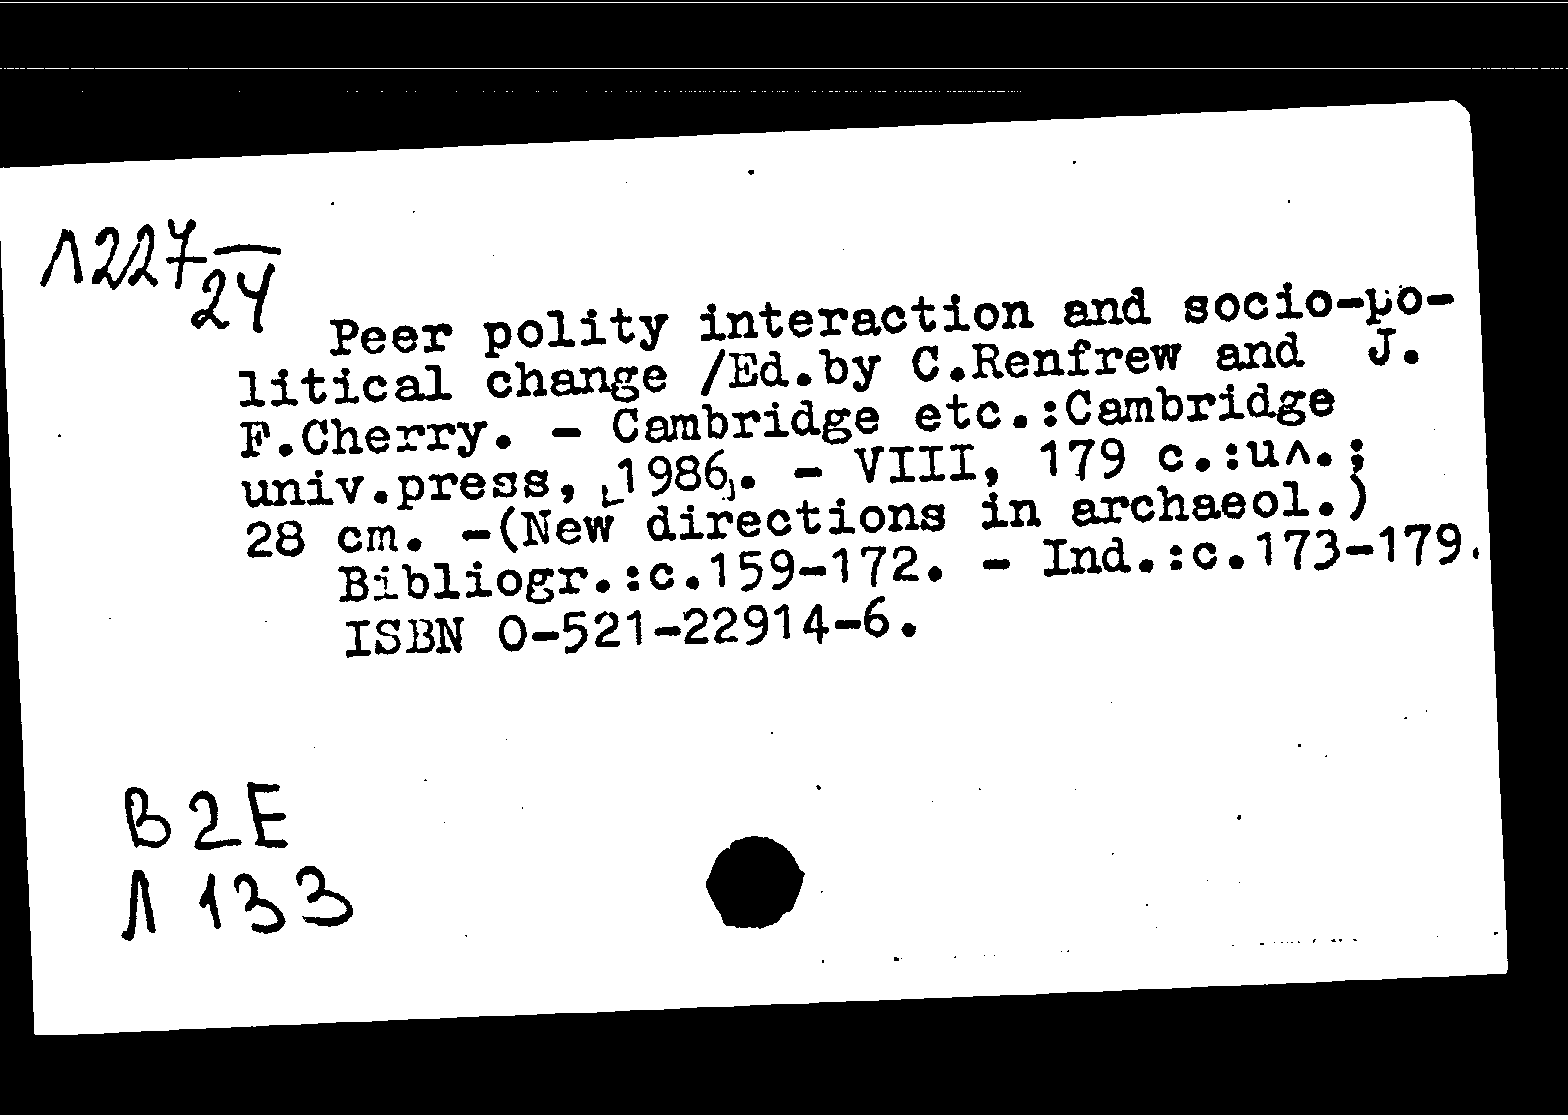 Л227
24
Peer polity interaction and socio-po-
litical change /Ed.by C.Renfrew and J.
F.Cherry. – Cambridge etc.:Cambridge
univ.press, [1986]. – VIII, 179 c.:ил.;
28 cm. –(New directions in archaeol.)
Bibliogr.:c.159–172. – Ind.:c.173–179.
ISBN 0–521–22914–6.
B2E
Л 133